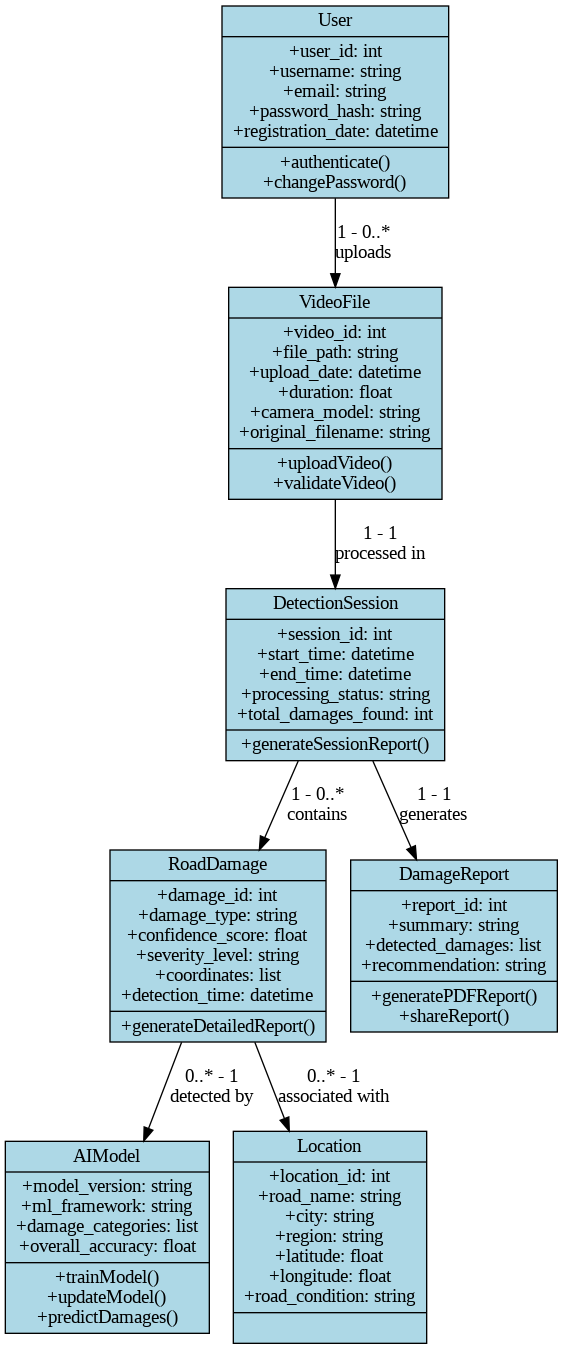 User
+user_id: int
+username: string
+email: string
+password_hash: string
+registration_date: datetime
+authenticate()
+changePassword()
1 - 0..*
uploads
VideoFile
+video_id: int
+file_path: string
+upload_date: datetime
+duration: float
+camera_model: string
+original_filename: string
+uploadVideo()
+validateVideo()
1 - 1
processed in
DetectionSession
+session_id: int
+start_time: datetime
+end_time: datetime
+processing_status: string
+total_damages_found: int
+generateSessionReport()
1 - 0..*
contains
1 - 1
generates
RoadDamage
+damage_id: int
+damage_type: string
+confidence_score: float
+severity_level: string
+coordinates: list
+detection_time: datetime
+generateDetailedReport()
DamageReport
+report_id: int
+summary: string
+detected_damages: list
+recommendation: string
+generatePDFReport()
+shareReport()
0..* - 1
detected by
0..* - 1
associated with
AIModel
+model_version: string
+ml_framework: string
+damage_categories: list
+overall_accuracy: float
+trainModel()
+updateModel()
+predictDamages()
Location
+location_id: int
+road_name: string
+city: string
+region: string
+latitude: float
+longitude: float
+road_condition: string